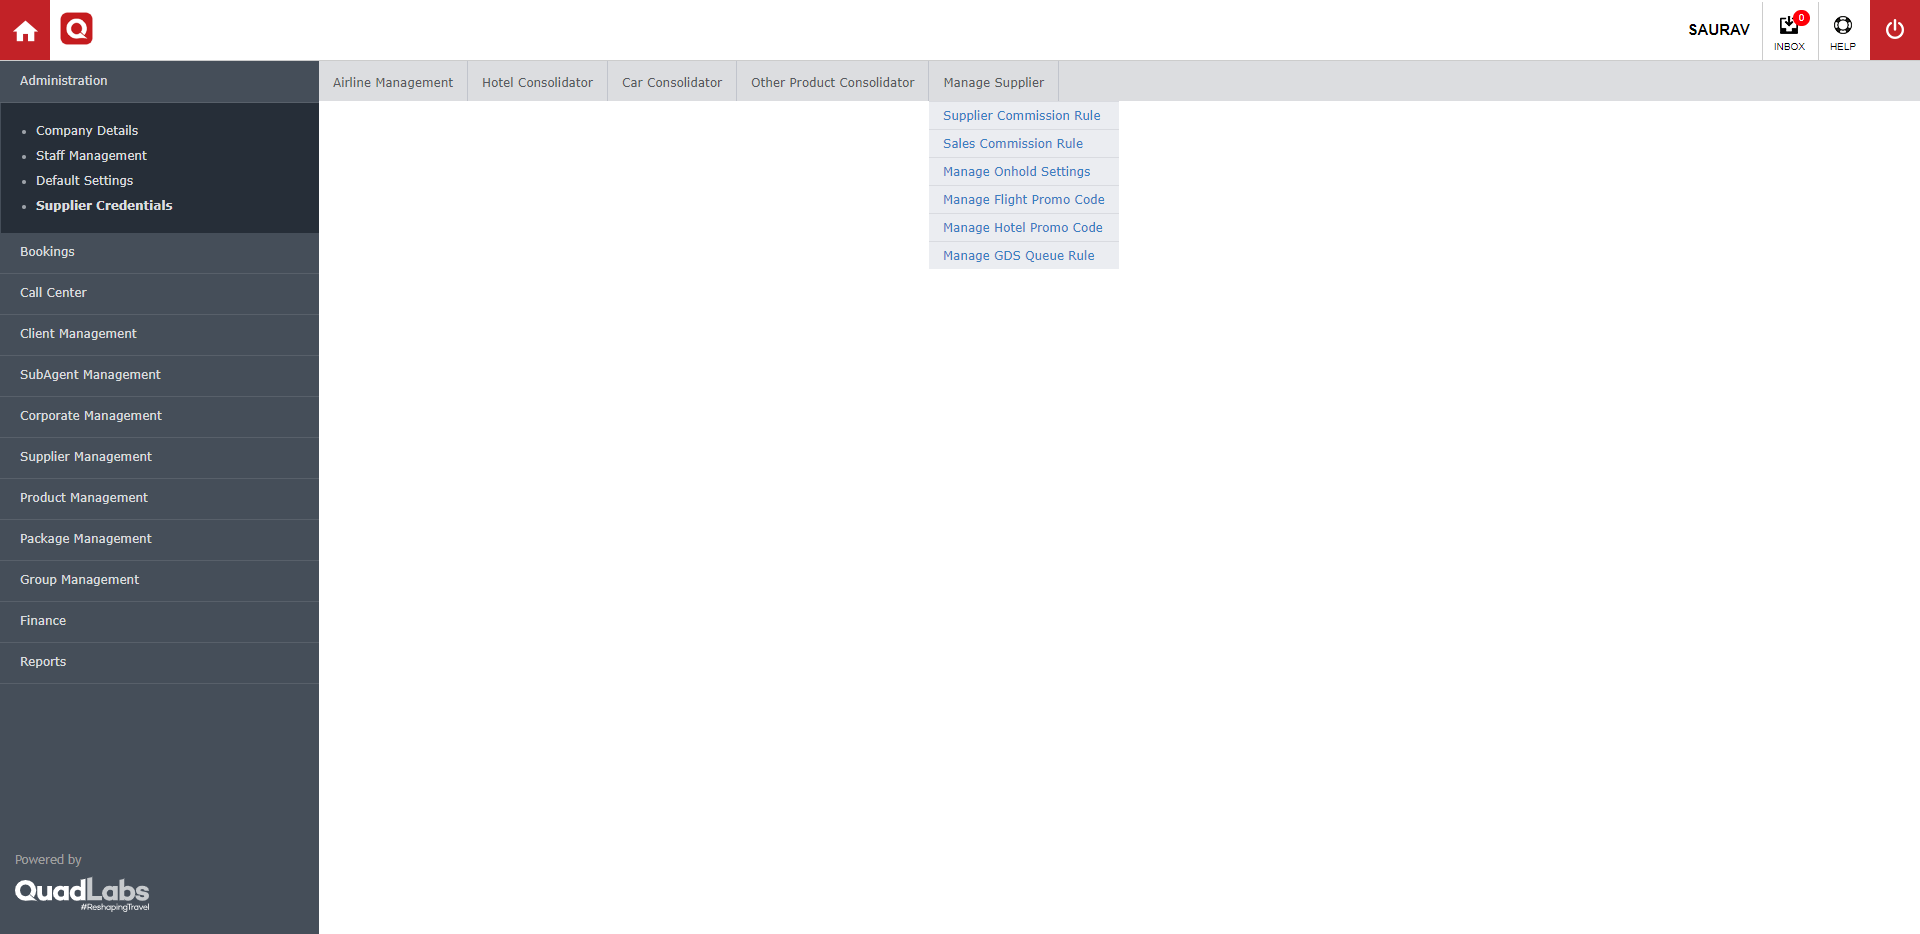 Q
SAURAV
0
INBOX
HELP
Administration
Company Details
Staff Management
Default Settings
Supplier Credentials
Bookings
Call Center
Client Management
SubAgent Management
Corporate Management
Supplier Management
Product Management
Package Management
Group Management
Finance
Reports
Powered by
QuadLabs
#ReshapingTravel
Airline Management
Hotel Consolidator
Car Consolidator
Other Product Consolidator
Manage Supplier
Supplier Commission Rule
Sales Commission Rule
Manage Onhold Settings
Manage Flight Promo Code
Manage Hotel Promo Code
Manage GDS Queue Rule